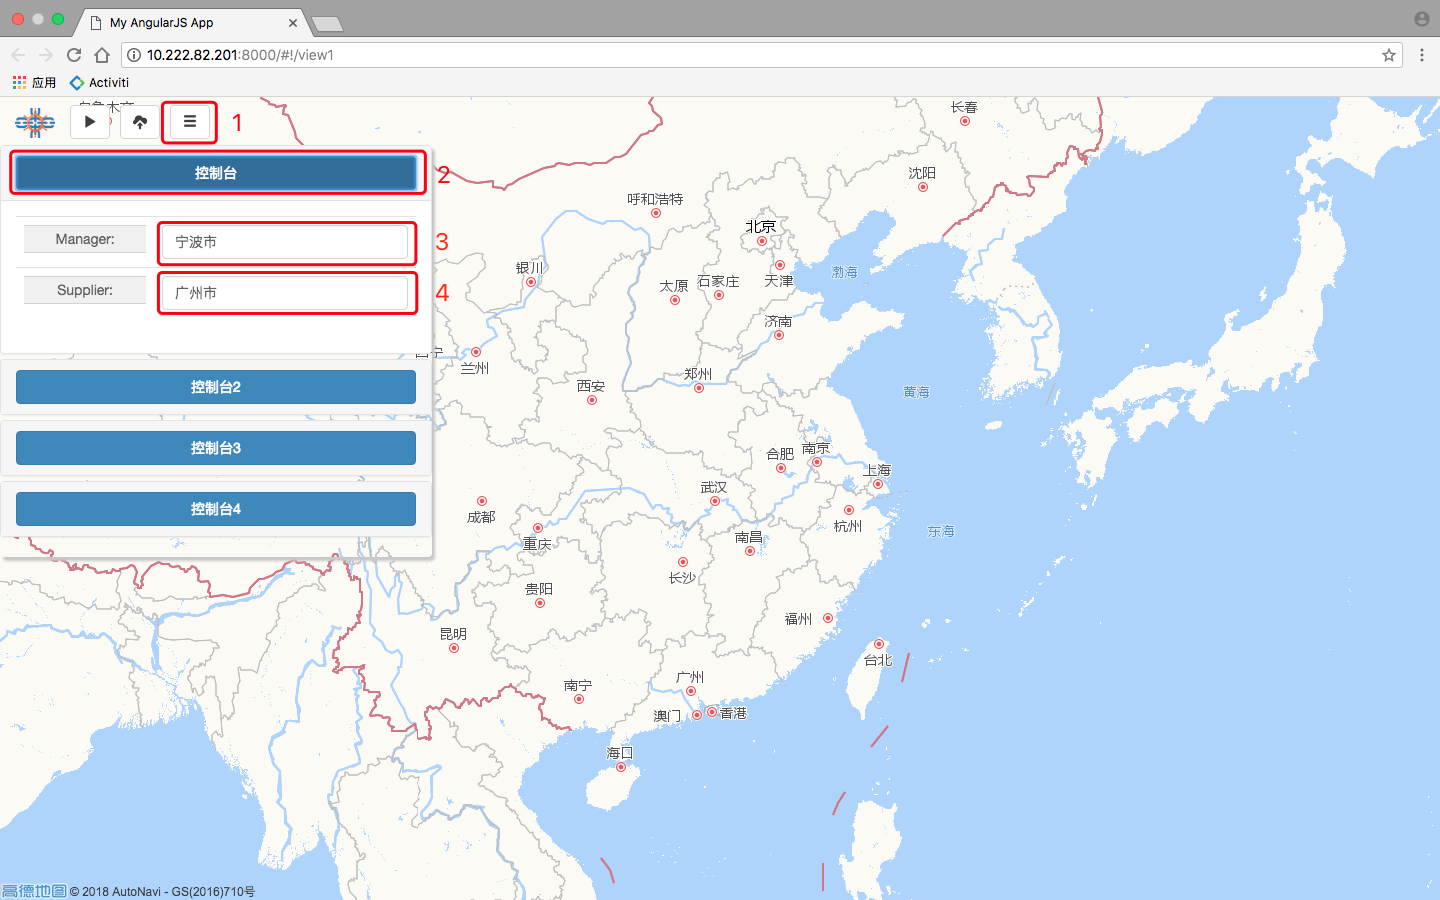 My AngularJS App
10.222.82.201:8000/#!/view1
应用 Activiti
1
控制台
2
Manager: 宁波市
3
Supplier: 广州市
4
控制台2
控制台3
控制台4
长春
沈阳
呼和浩特
北京
银川
天津
渤海
太原
石家庄
济南
兰州
西安
郑州
黄海
合肥
南京
上海
武汉
成都
杭州
重庆
南昌
东海
长沙
贵阳
福州
昆明
台北
广州
南宁
澳门
香港
海口
高德地图 © 2018 AutoNavi - GS(2016)710号